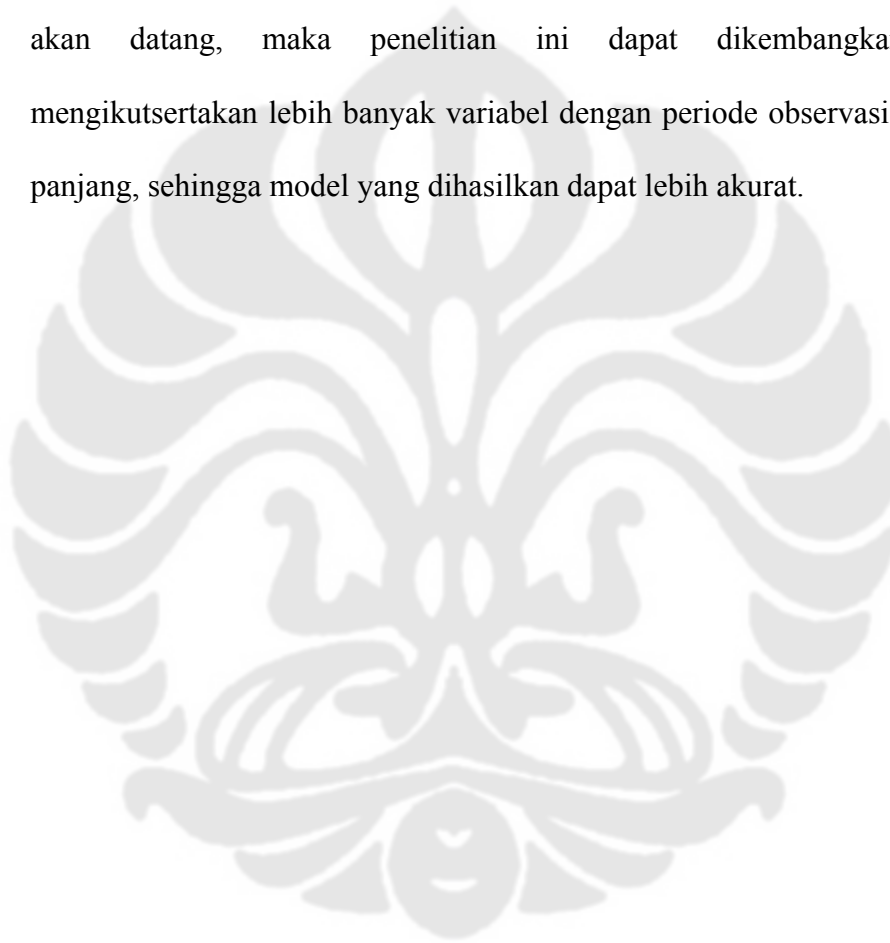 akan datang, maka penelitian ini dapat dikembangka
mengikutsertakan lebih banyak variabel dengan periode observasi
panjang, sehingga model yang dihasilkan dapat lebih akurat.